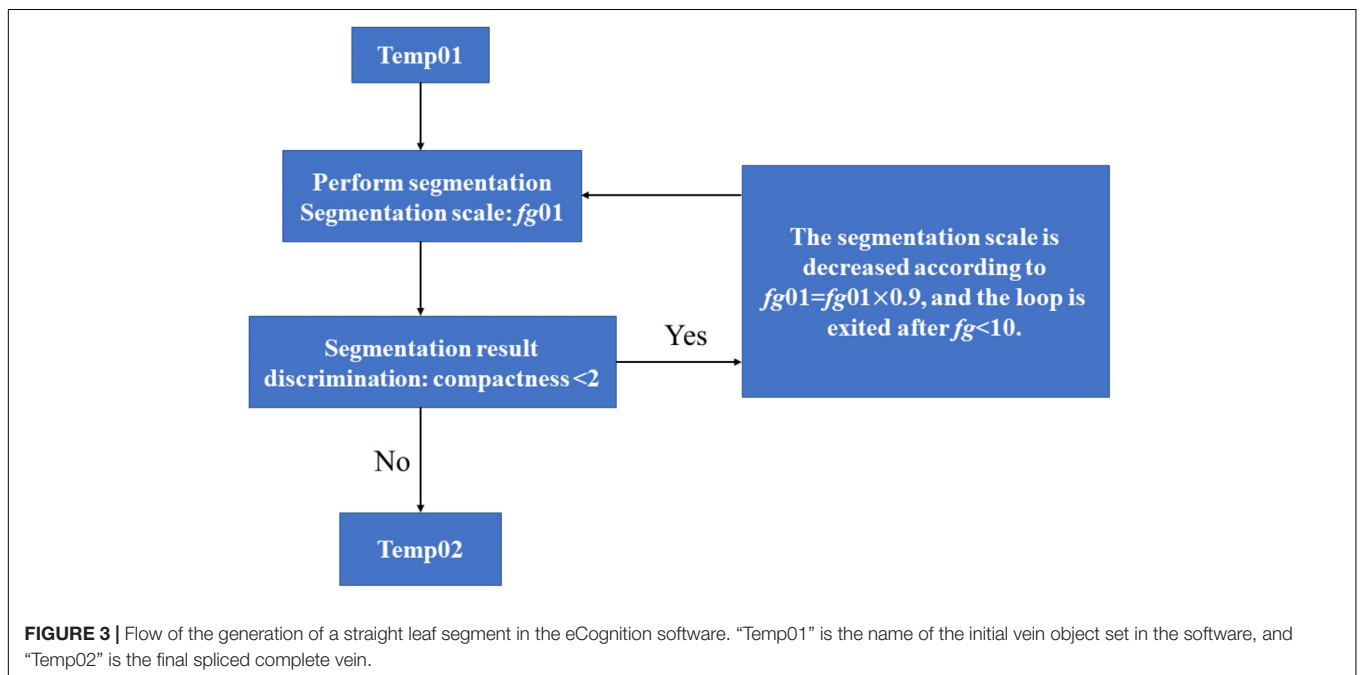 Temp01
Perform segmentation
Segmentation scale: fg01
The segmentation scale is
decreased according to
fg01=fg01×0.9, and the loop is
exited after fg<10.
Segmentation result
discrimination: compactness <2
Yes
No
Temp02
FIGURE 3 | Flow of the generation of a straight leaf segment in the eCognition software. “Temp01” is the name of the initial vein object set in the software, and
“Temp02” is the final spliced complete vein.